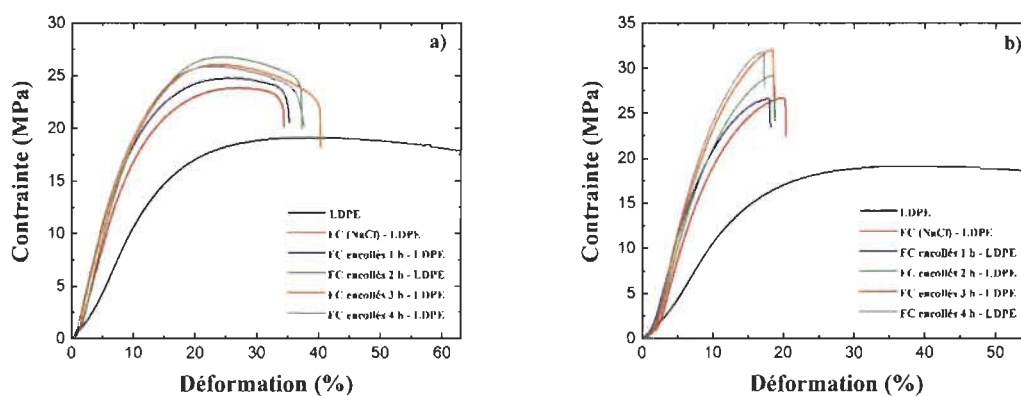 a)
Contrainte (MPa)
30
25
20
15
10
5
0
LDPE
FC (NaCl) - LDPE
FC encollés 1 h - LDPE
FC encollés 2 h - LDPE
FC encollés 3 h - LDPE
FC encollés 4 h - LDPE
0 10 20 30 40 50 60
Déformation (%)
b)
Contrainte (MPa)
35
30
25
20
15
10
5
0
LDPE
FC (NaCl) - LDPE
FC encollés 1 h - LDPE
FC encollés 2 h - LDPE
FC encollés 3 h - LDPE
FC encollés 4 h - LDPE
0 10 20 30 40 50
Déformation (%)